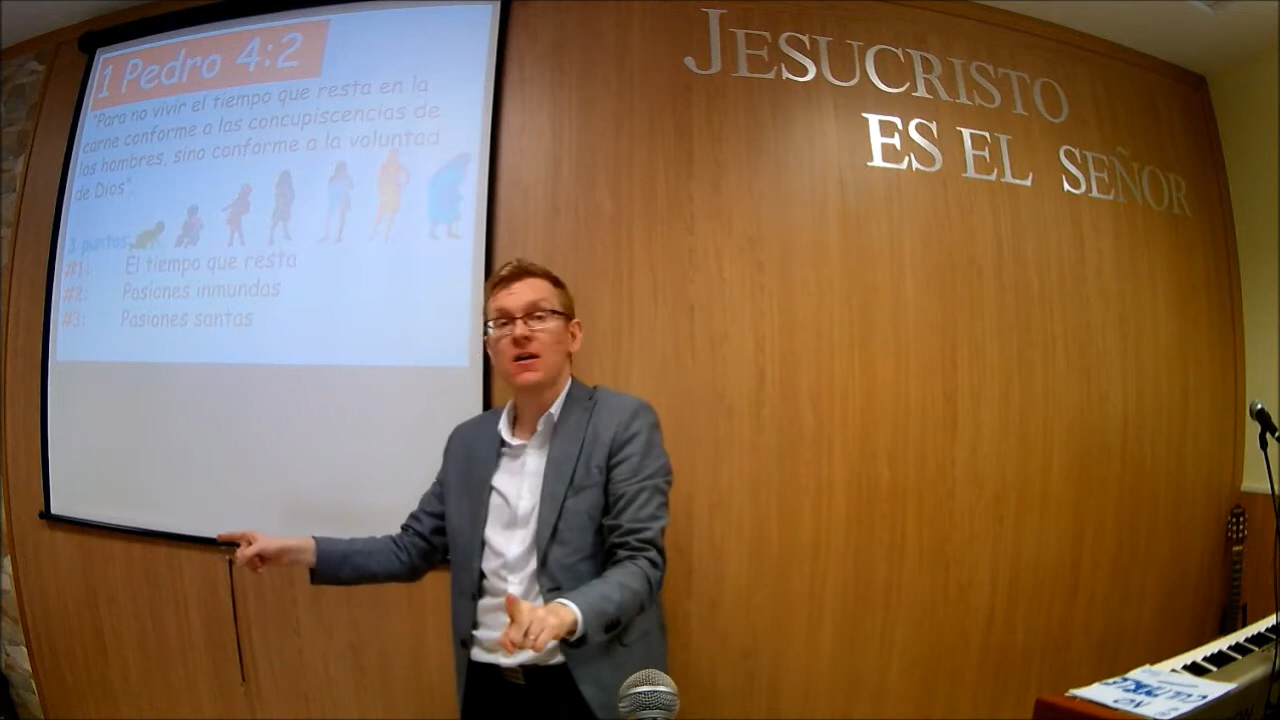 1 Pedro 4:2
"Para no vivir el tiempo que resta en la
carne conforme a las concupiscencias de
los hombres, sino conforme a la voluntad
de Dios".
3 puntos:
#1: El tiempo que resta
#2: Pasiones inmundas
#3: Pasiones santas
JESUCRISTO
ES EL SEÑOR
NO